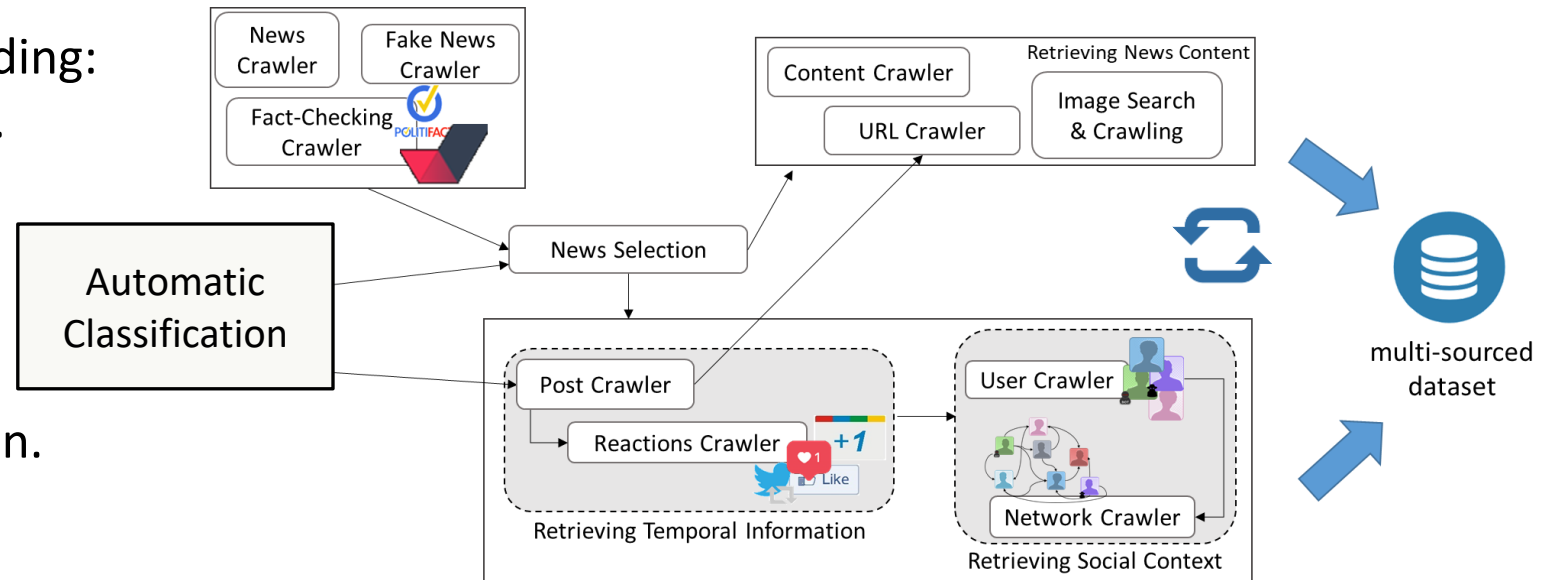 ding:
.
n.
News
Crawler
Fake News
Crawler
Fact-Checking
Crawler
POLITIFAC
Retrieving News Content
Content Crawler
URL Crawler
Image Search
& Crawling
News Selection
Automatic
Classification
Post Crawler
Reactions Crawler
+1
1
Like
Retrieving Temporal Information
User Crawler
Network Crawler
Retrieving Social Context
multi-sourced
dataset